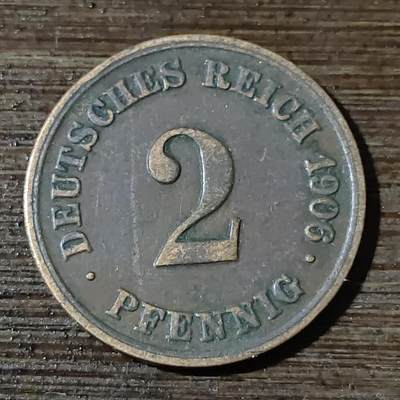 DEUTSCHES REICH 1906
2
· PFENNIG ·